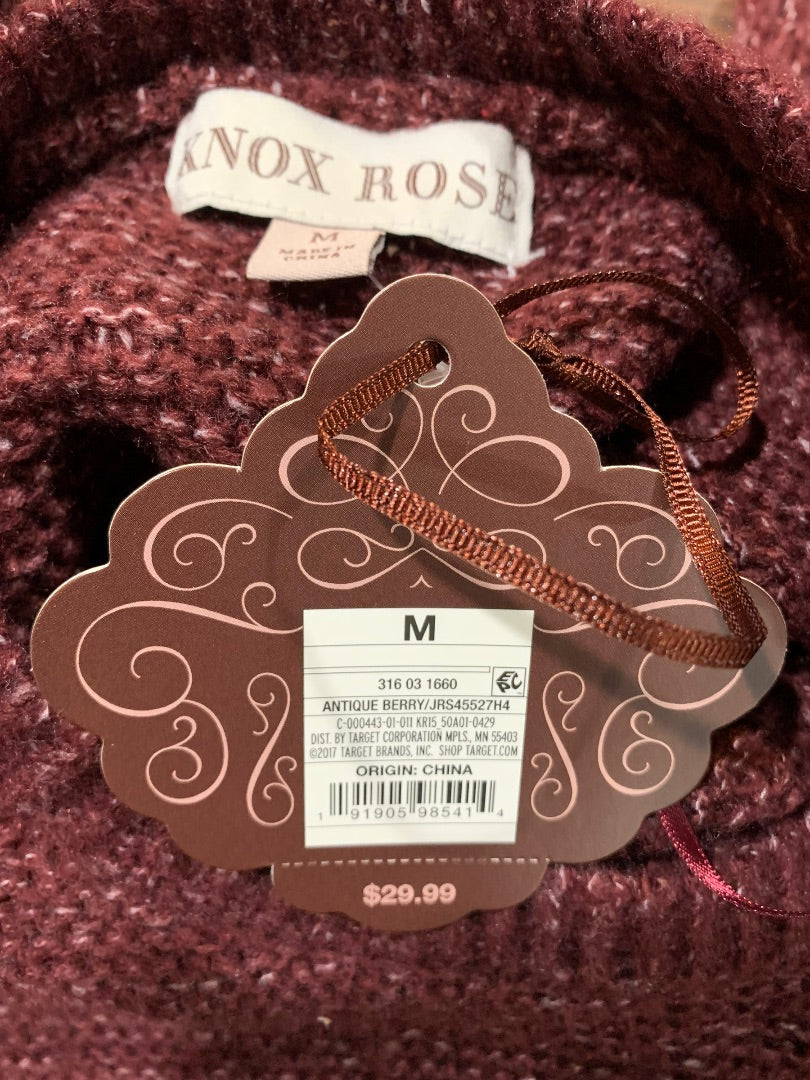 KNOX ROSE
M
MADE IN
CHINA
M
316 03 1660
EPC
ANTIQUE BERRY/JRS45527H4
C-000443-01-011 KR15_50A01-0429
DIST. BY TARGET CORPORATION MPLS., MN 55403
©2017 TARGET BRANDS, INC. SHOP TARGET.COM
ORIGIN: CHINA
1 91905 98541 4
$29.99